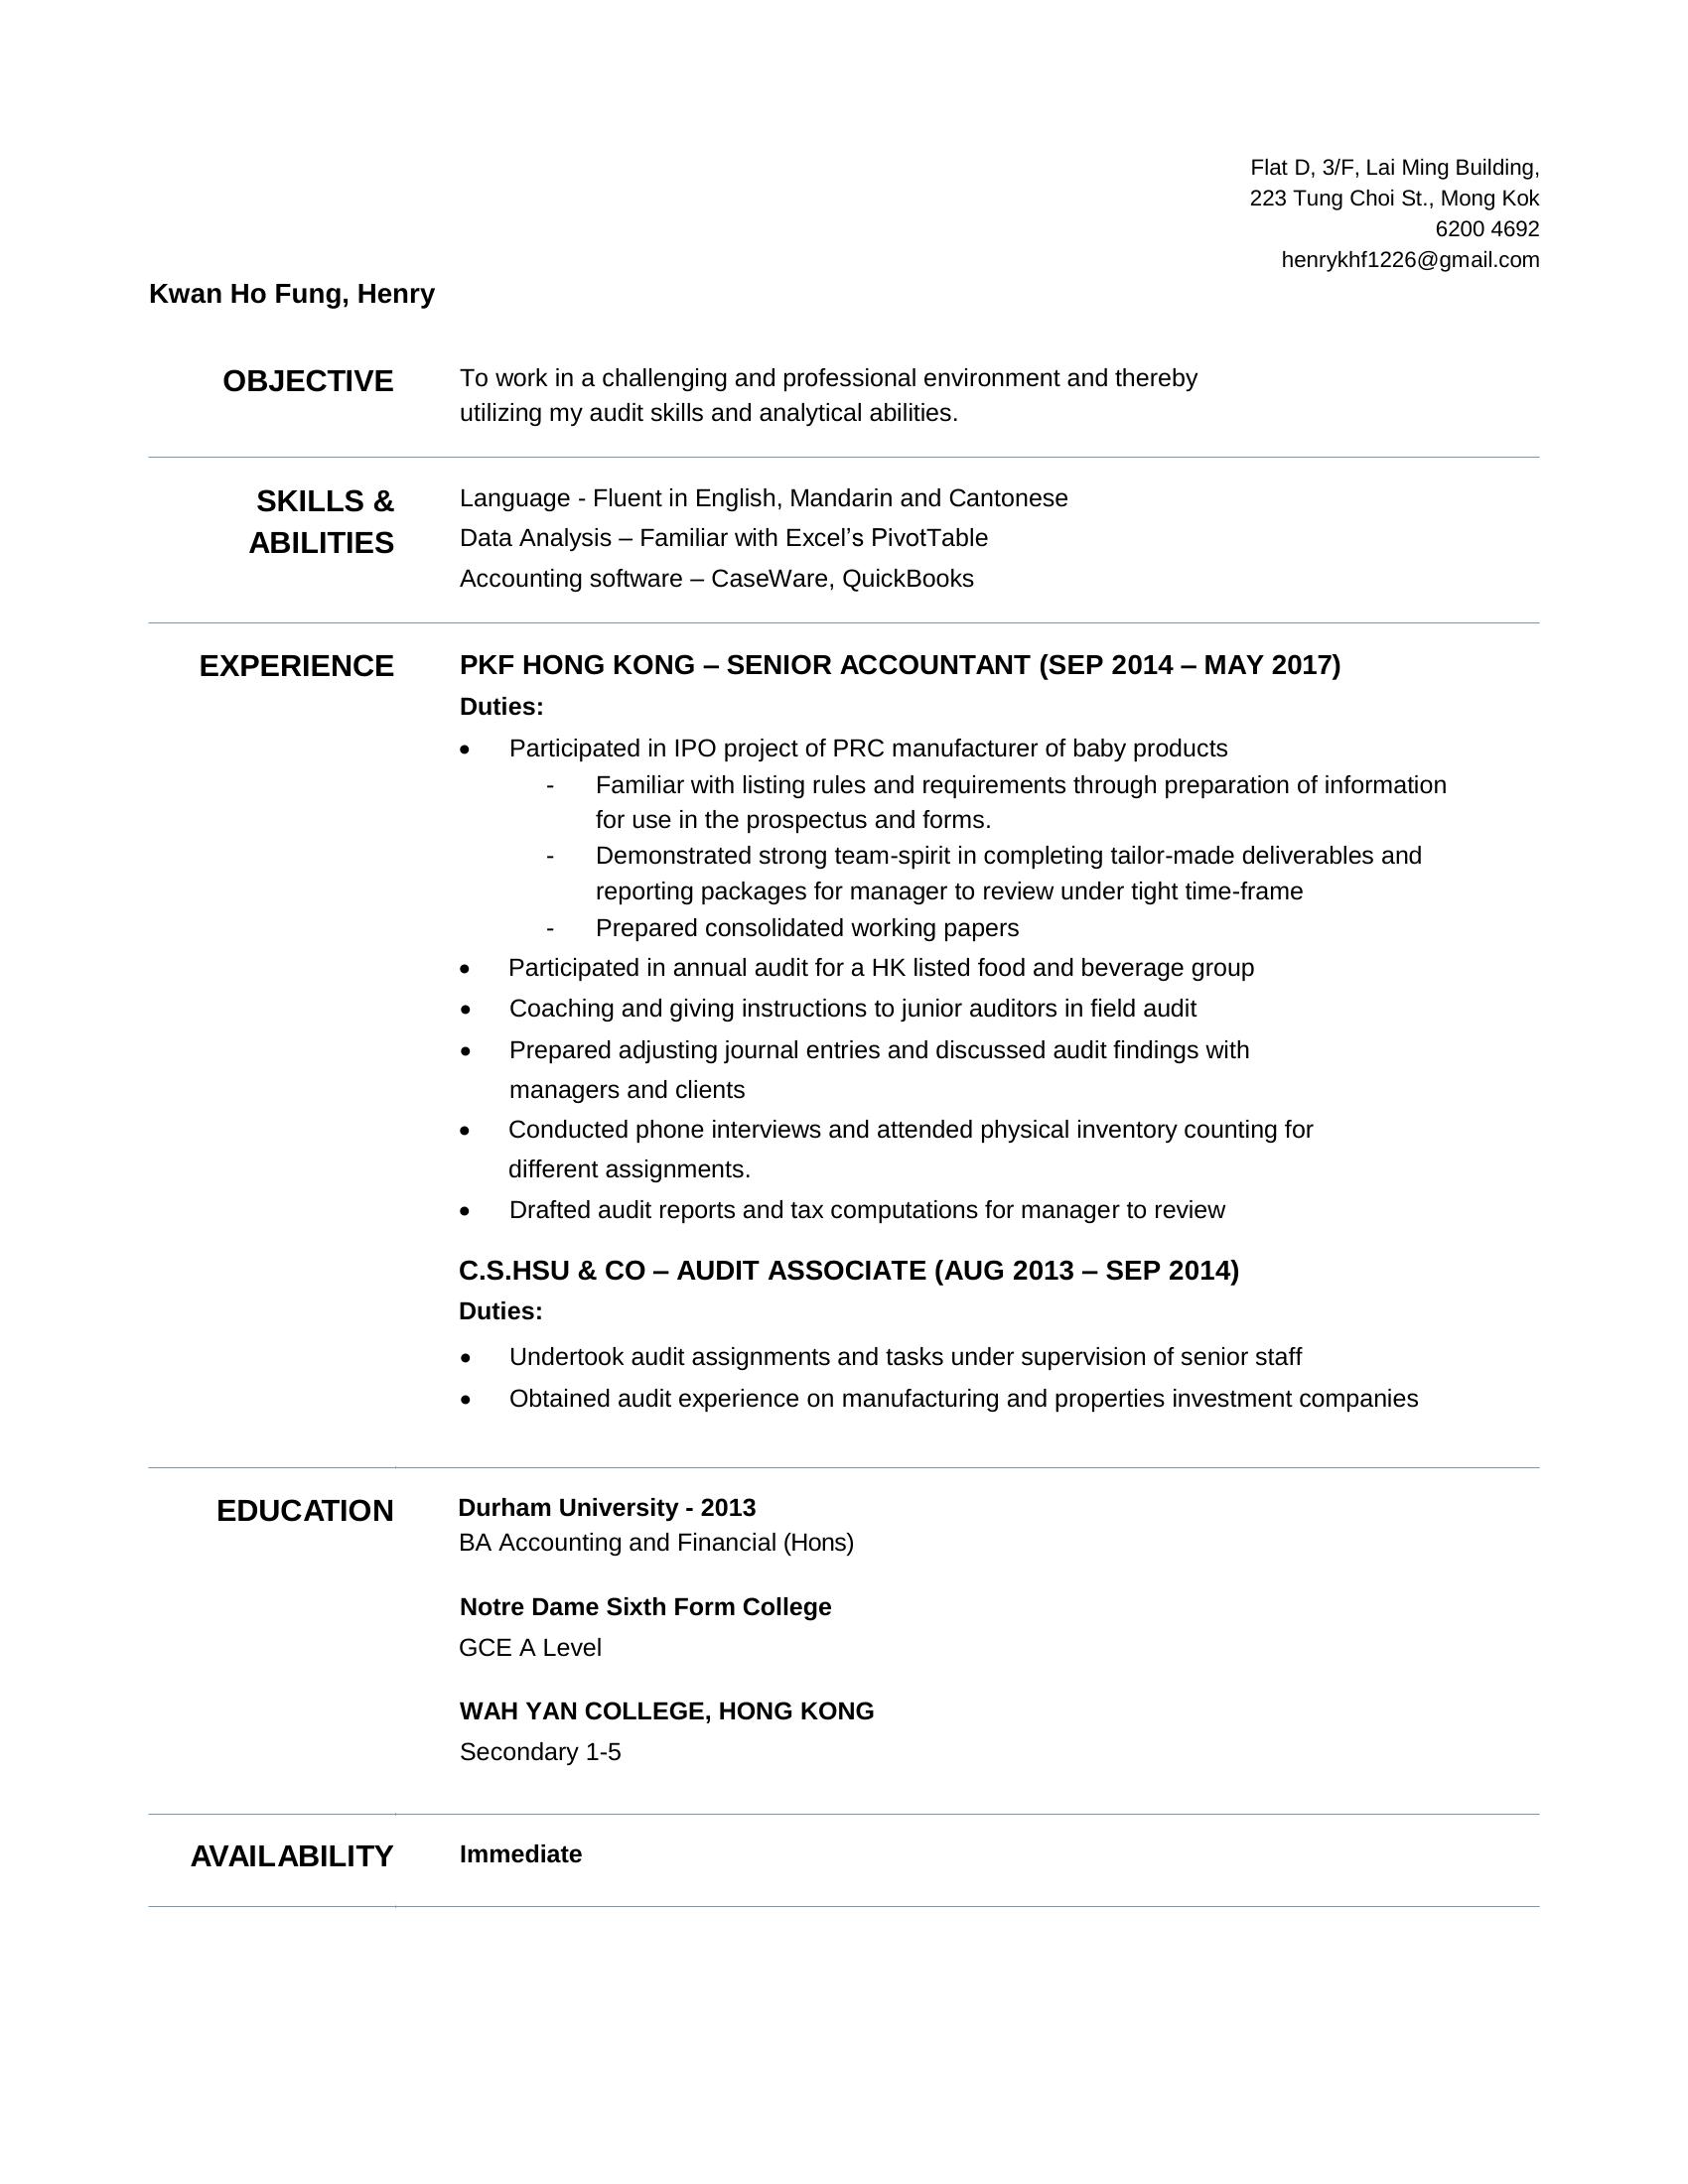 Flat D, 3/F, Lai Ming Building,
223 Tung Choi St., Mong Kok
6200 4692
henrykhf1226@gmail.com
Kwan Ho Fung, Henry
OBJECTIVE
To work in a challenging and professional environment and thereby
utilizing my audit skills and analytical abilities.
SKILLS &
ABILITIES
Language - Fluent in English, Mandarin and Cantonese
Data Analysis – Familiar with Excel’s PivotTable
Accounting software – CaseWare, QuickBooks
EXPERIENCE
PKF HONG KONG – SENIOR ACCOUNTANT (SEP 2014 – MAY 2017)
Duties:
• Participated in IPO project of PRC manufacturer of baby products
- Familiar with listing rules and requirements through preparation of information
for use in the prospectus and forms.
- Demonstrated strong team-spirit in completing tailor-made deliverables and
reporting packages for manager to review under tight time-frame
- Prepared consolidated working papers
• Participated in annual audit for a HK listed food and beverage group
• Coaching and giving instructions to junior auditors in field audit
• Prepared adjusting journal entries and discussed audit findings with
managers and clients
• Conducted phone interviews and attended physical inventory counting for
different assignments.
• Drafted audit reports and tax computations for manager to review
C.S.HSU & CO – AUDIT ASSOCIATE (AUG 2013 – SEP 2014)
Duties:
• Undertook audit assignments and tasks under supervision of senior staff
• Obtained audit experience on manufacturing and properties investment companies
EDUCATION
Durham University - 2013
BA Accounting and Financial (Hons)
Notre Dame Sixth Form College
GCE A Level
WAH YAN COLLEGE, HONG KONG
Secondary 1-5
AVAILABILITY
Immediate